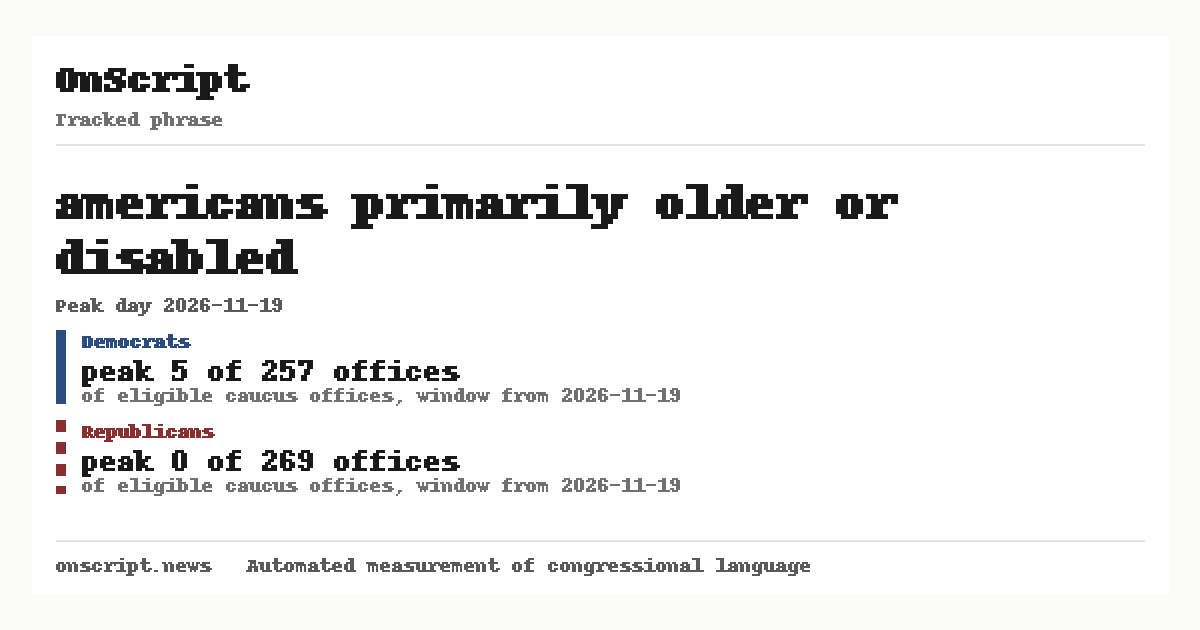 OnScript
Tracked phrase
americans primarily older or
disabled
Peak day 2026-11-19
Democrats
peak 5 of 257 offices
of eligible caucus offices, window from 2026-11-19
Republicans
peak 0 of 269 offices
of eligible caucus offices, window from 2026-11-19
onscript.news Automated measurement of congressional language